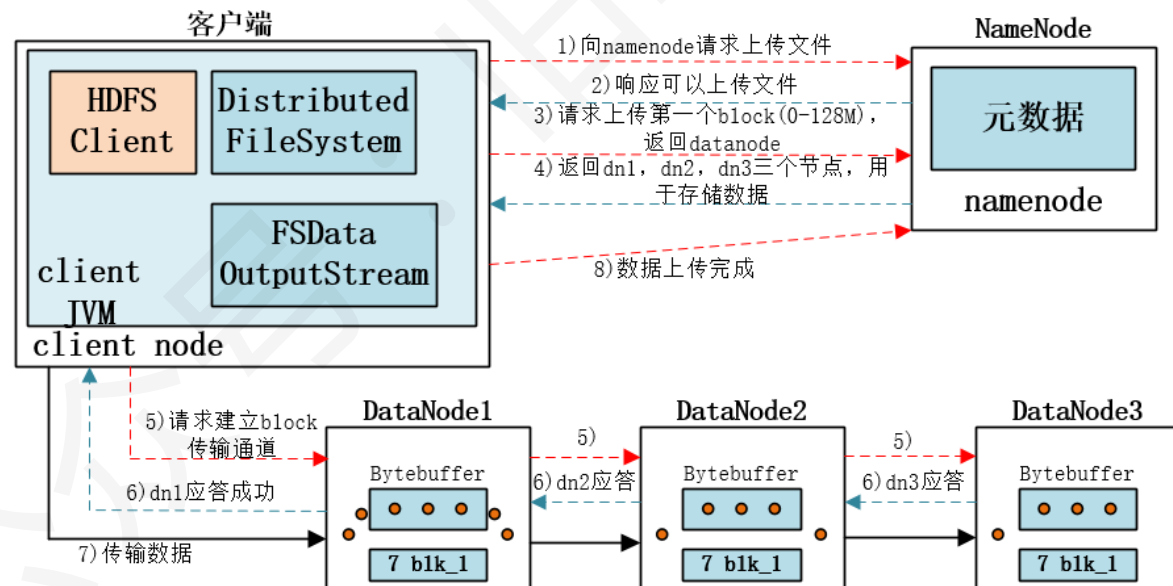 客户端
NameNode
HDFS
Client
Distributed
FileSystem
FSData
OutputStream
client
JVM
client node
1)向namenode请求上传文件
2)响应可以上传文件
3)请求上传第一个block(0-128M),
返回datanode
4)返回dn1, dn2, dn3三个节点, 用
于存储数据
8)数据上传完成
元数据
namenode
5)请求建立block
传输通道
6)dn1应答成功
7)传输数据
DataNode1
Bytebuffer
7 blk_1
5)
6)dn2应答
DataNode2
Bytebuffer
7 blk_1
5)
6)dn3应答
DataNode3
Bytebuffer
7 blk_1